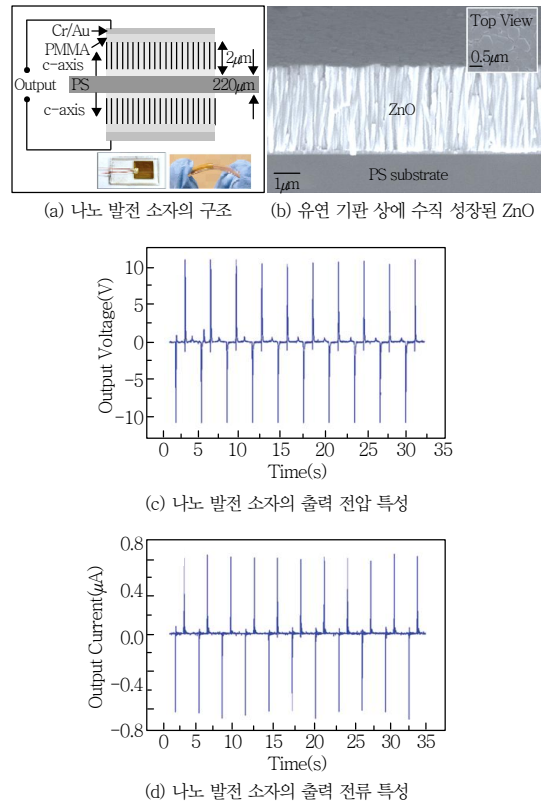 Cr/Au
PMMA
c-axis
2μm
Output
PS
220μm
c-axis
Top View
0.5μm
ZnO
PS substrate
1μm
(a) 나노 발전 소자의 구조
(b) 유연 기판 상에 수직 성장된 ZnO
Output Voltage(V)
10
5
0
-5
-10
0 5 10 15 20 25 30 35
Time(s)
(c) 나노 발전 소자의 출력 전압 특성
Output Current(μA)
0.8
0.4
0.0
-0.4
-0.8
0 5 10 15 20 25 30 35
Time(s)
(d) 나노 발전 소자의 출력 전류 특성